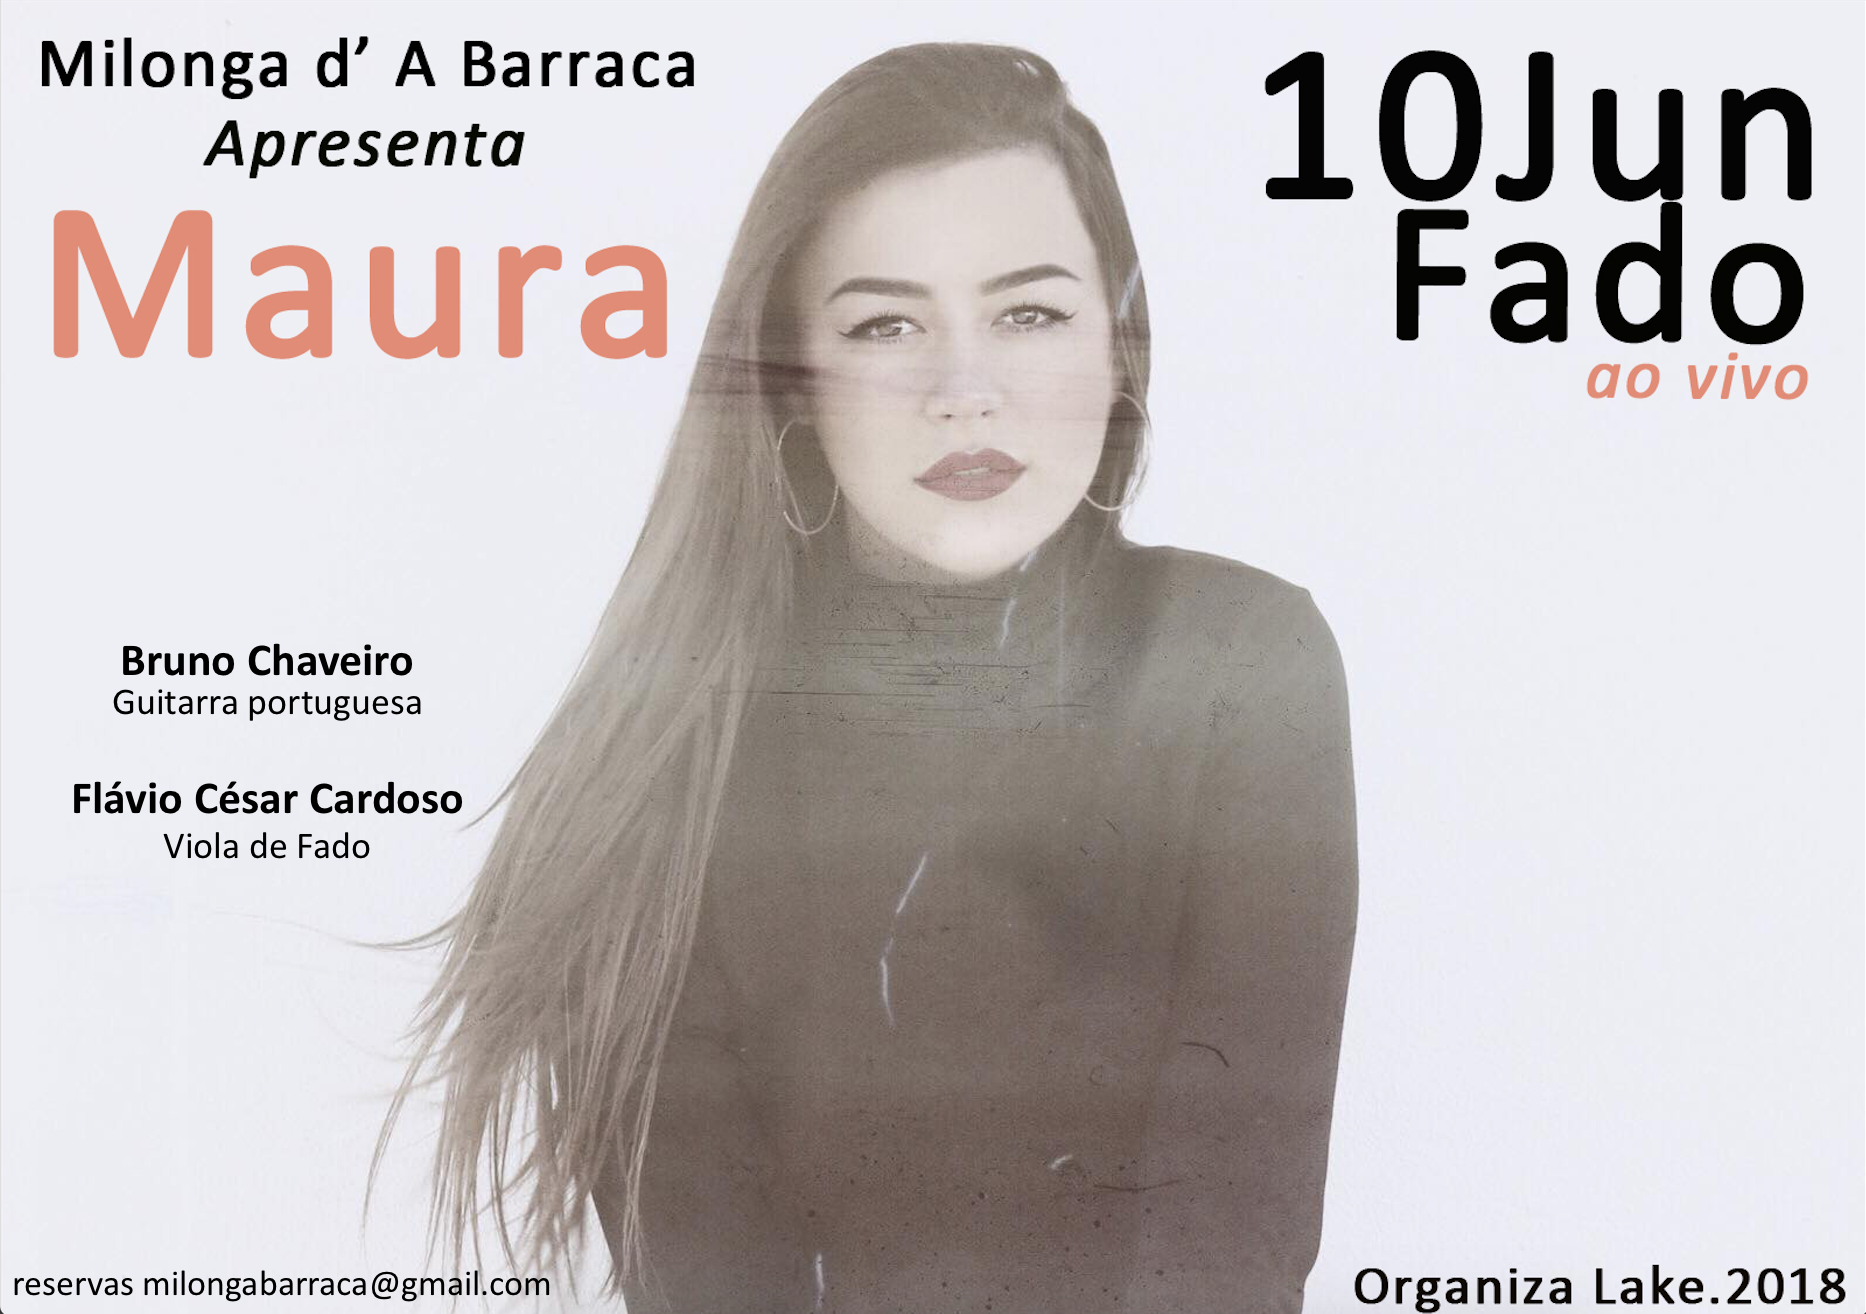 Milonga d’ A Barraca
Apresenta
Maura
10Jun
Fado
ao vivo
Bruno Chaveiro
Guitarra portuguesa
Flávio César Cardoso
Viola de Fado
reservas milongabarraca@gmail.com
Organiza Lake.2018